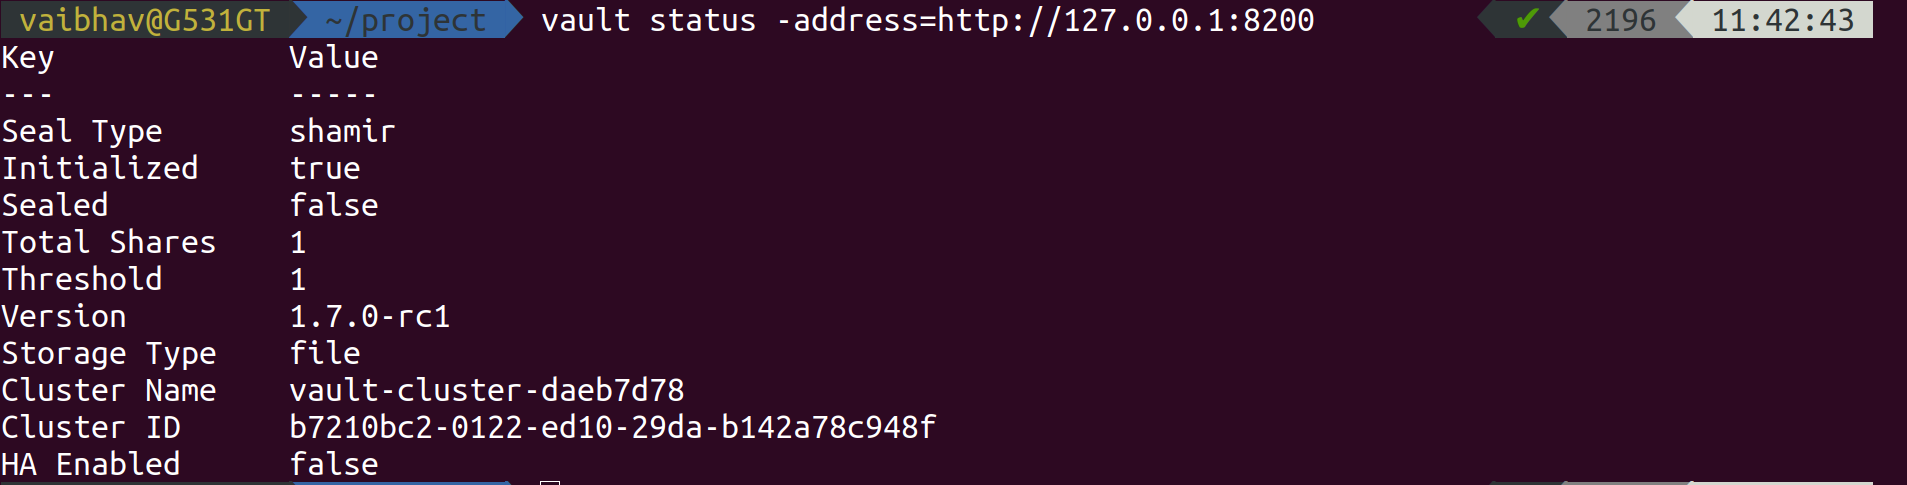 vaibhav@G531GT ~/project vault status -address=http://127.0.0.1:8200 ✔ 2196 11:42:43
Key Value
--- -----
Seal Type shamir
Initialized true
Sealed false
Total Shares 1
Threshold 1
Version 1.7.0-rc1
Storage Type file
Cluster Name vault-cluster-daeb7d78
Cluster ID b7210bc2-0122-ed10-29da-b142a78c948f
HA Enabled false